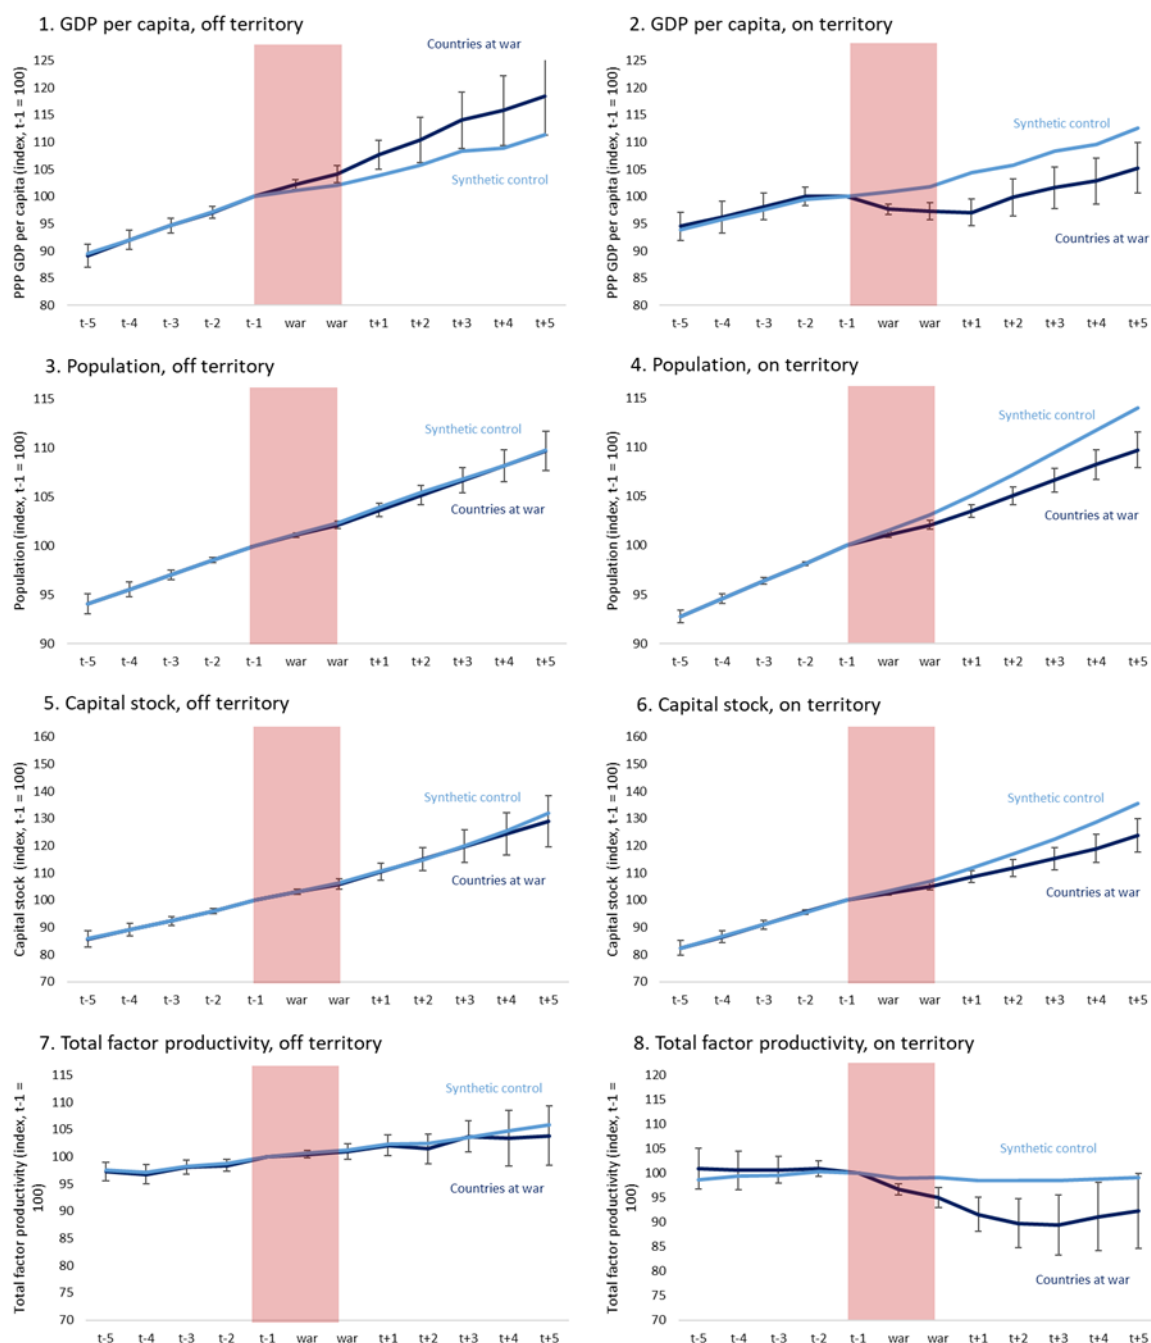 1. GDP per capita, off territory
PPP GDP per capita (index, t-1 = 100)
125
120
115
110
105
100
95
90
85
80
Countries at war
Synthetic control
t-5 t-4 t-3 t-2 t-1 war war t+1 t+2 t+3 t+4 t+5
2. GDP per capita, on territory
PPP GDP per capita (index, t-1 = 100)
125
120
115
110
105
100
95
90
85
80
Synthetic control
Countries at war
t-5 t-4 t-3 t-2 t-1 war war t+1 t+2 t+3 t+4 t+5
3. Population, off territory
Population (index, t-1 = 100)
115
110
105
100
95
90
Synthetic control
Countries at war
t-5 t-4 t-3 t-2 t-1 war war t+1 t+2 t+3 t+4 t+5
4. Population, on territory
Population (index, t-1 = 100)
115
110
105
100
95
90
Synthetic control
Countries at war
t-5 t-4 t-3 t-2 t-1 war war t+1 t+2 t+3 t+4 t+5
5. Capital stock, off territory
Capital stock (index, t-1 = 100)
160
150
140
130
120
110
100
90
80
70
Synthetic control
Countries at war
t-5 t-4 t-3 t-2 t-1 war war t+1 t+2 t+3 t+4 t+5
6. Capital stock, on territory
Capital stock (index, t-1 = 100)
160
150
140
130
120
110
100
90
80
70
Synthetic control
Countries at war
t-5 t-4 t-3 t-2 t-1 war war t+1 t+2 t+3 t+4 t+5
7. Total factor productivity, off territory
Total factor productivity (index, t-1 =
100)
115
110
105
100
95
90
85
80
75
70
Synthetic control
Countries at war
t-5 t-4 t-3 t-2 t-1 war war t+1 t+2 t+3 t+4 t+5
8. Total factor productivity, on territory
Total factor productivity (index, t-1 =
100)
120
115
110
105
100
95
90
85
80
75
70
Synthetic control
Countries at war
t-5 t-4 t-3 t-2 t-1 war war t+1 t+2 t+3 t+4 t+5